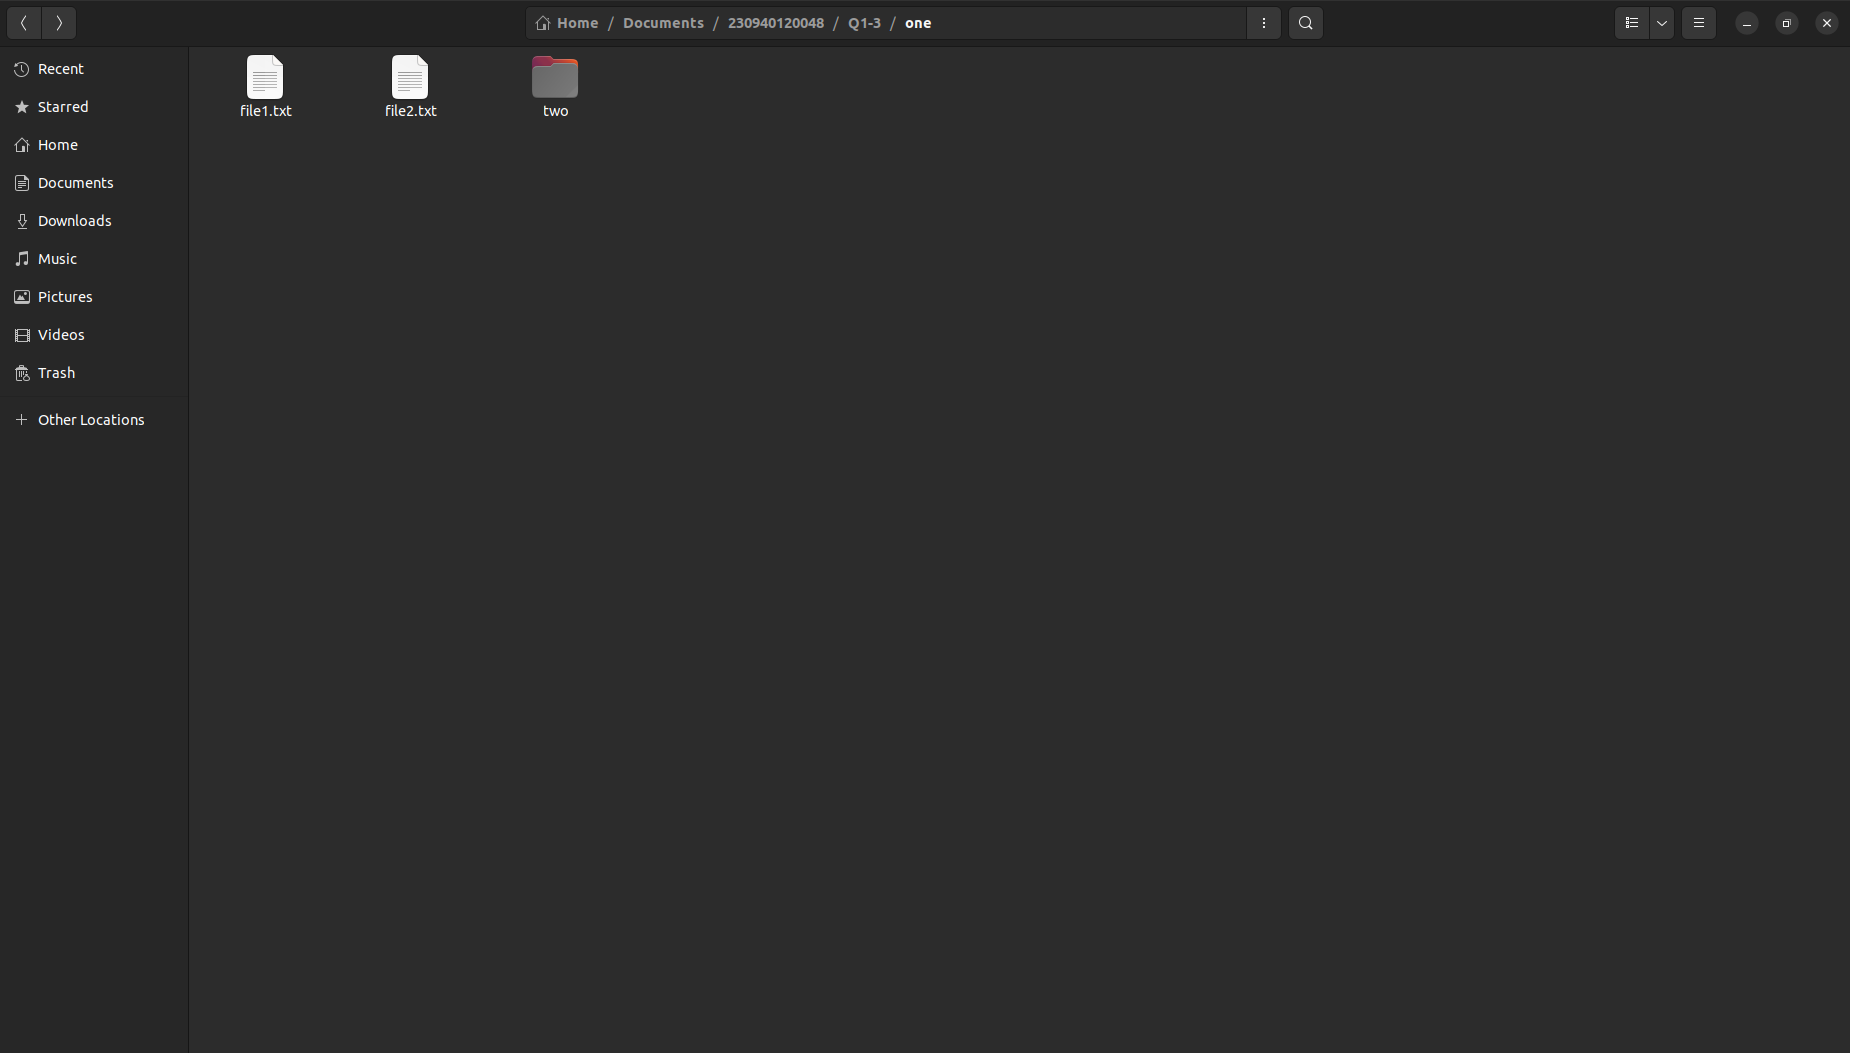 Home / Documents / 230940120048 / Q1-3 / one
Recent
Starred
Home
Documents
Downloads
Music
Pictures
Videos
Trash
Other Locations
file1.txt
file2.txt
two